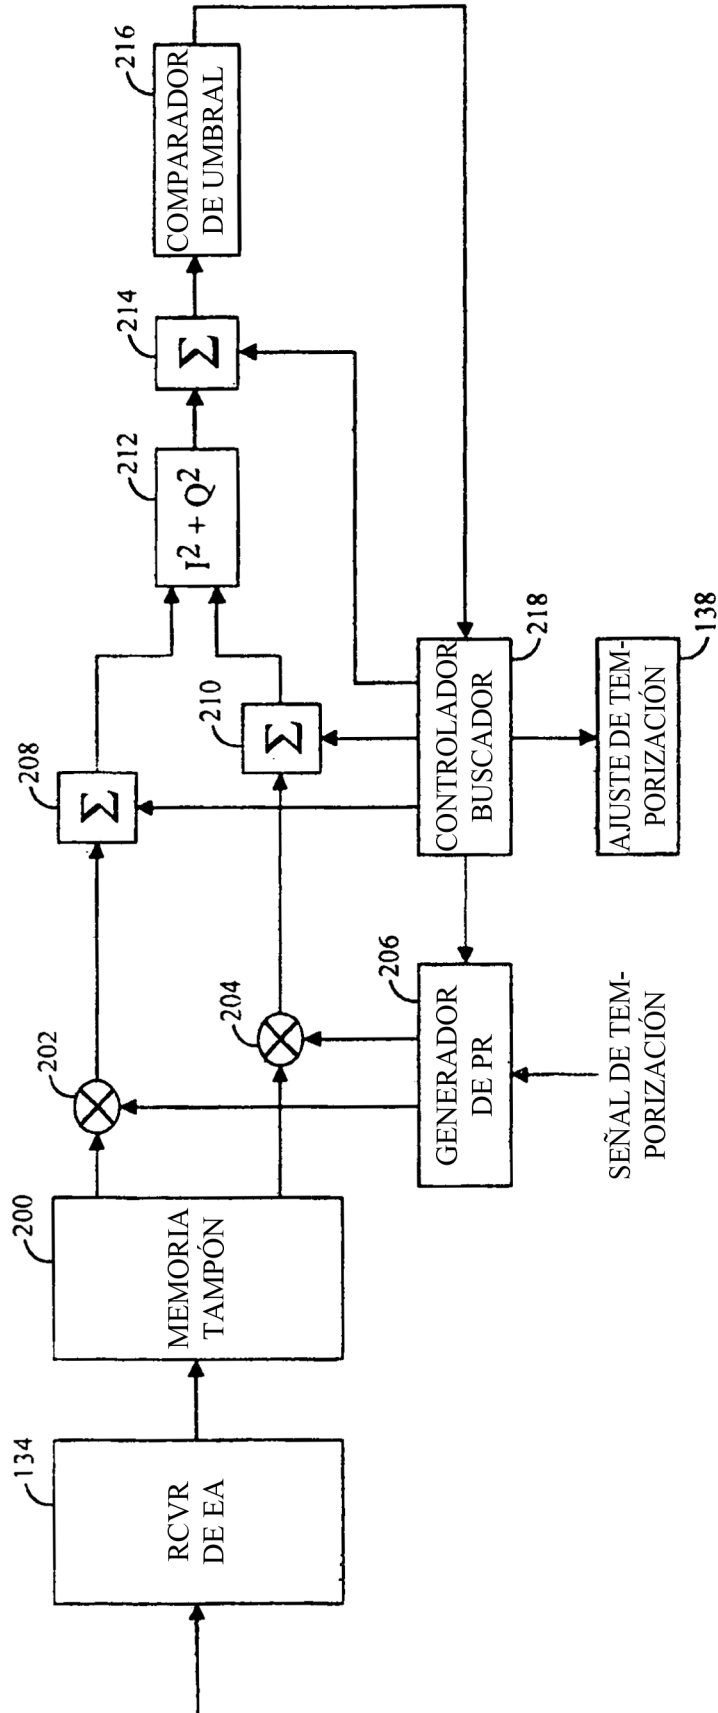 134
RCVR
DE EA
200
MEMORIA
TAMPÓN
202
204
206
GENERADOR
DE PR
SEÑAL DE TEM-
PORIZACIÓN
208
Σ
210
Σ
212
I² + Q²
214
Σ
216
COMPARADOR
DE UMBRAL
218
CONTROLADOR
BUSCADOR
138
AJUSTE DE TEM-
PORIZACIÓN